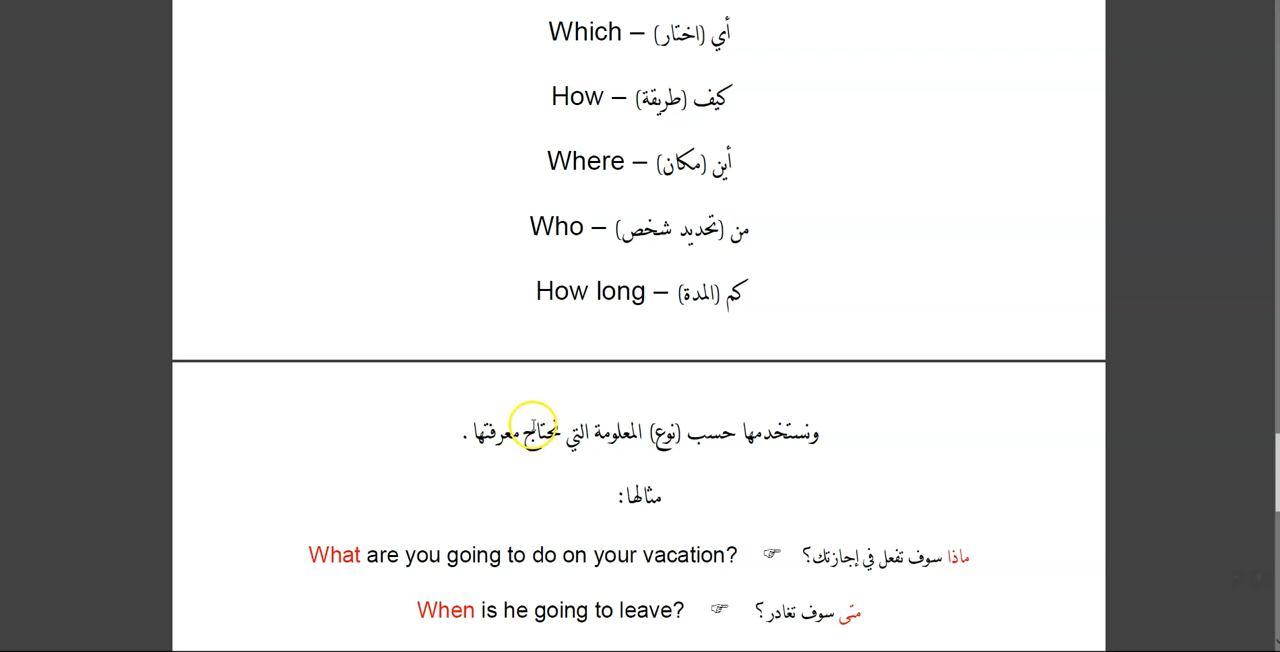 Which – أي (اختار)
How – كيف (طريقة)
Where – أين (مكان)
Who – من (تحديد شخص)
How long – كم (المدة)
ونستخدمها حسب (نوع) المعلومة التي نحتاج معرفتها .
مثالها:
What are you going to do on your vacation? ☞ ماذا سوف تفعل في إجازتك؟
When is he going to leave? ☞ متى سوف تغادر؟